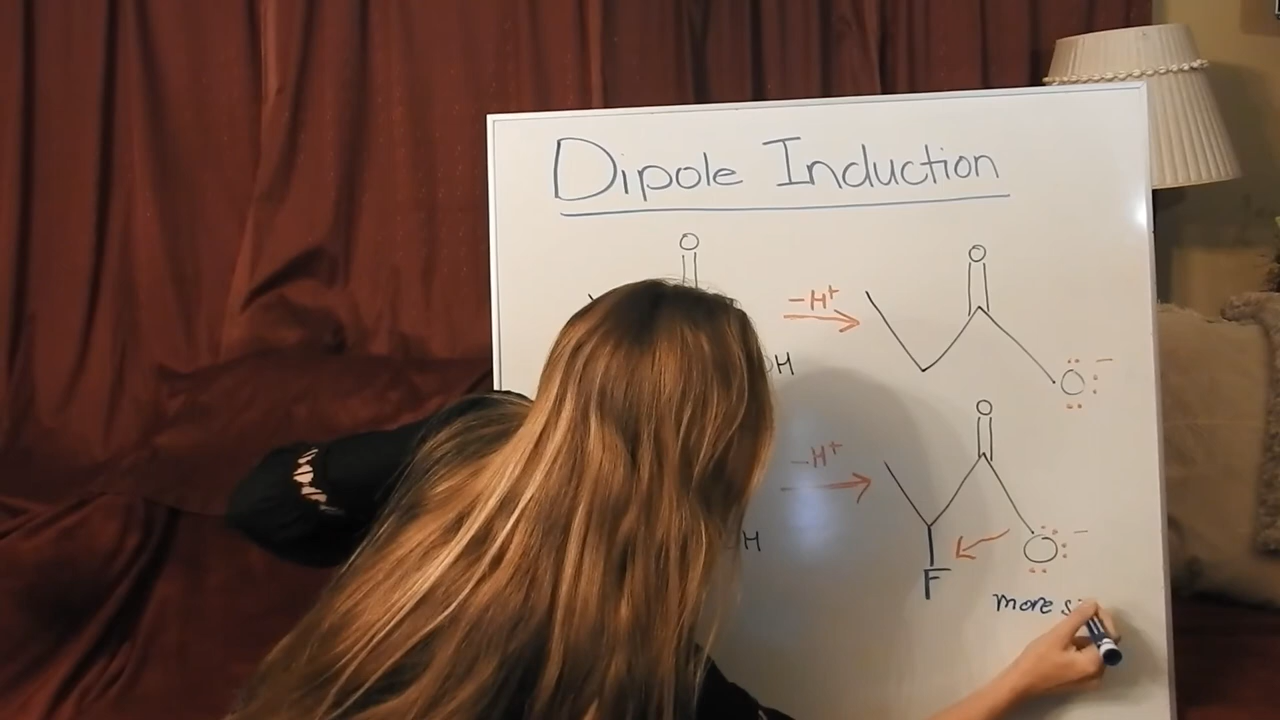 Dipole Induction
O O
-H⁺
OH O⁻
O
-H⁺
H O⁻
F
more s